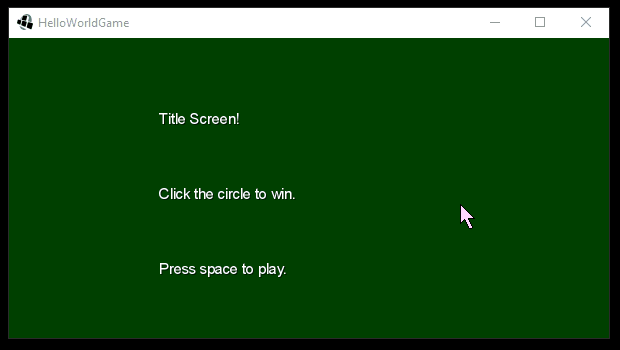 HelloWorldGame
Title Screen!
Click the circle to win.
Press space to play.